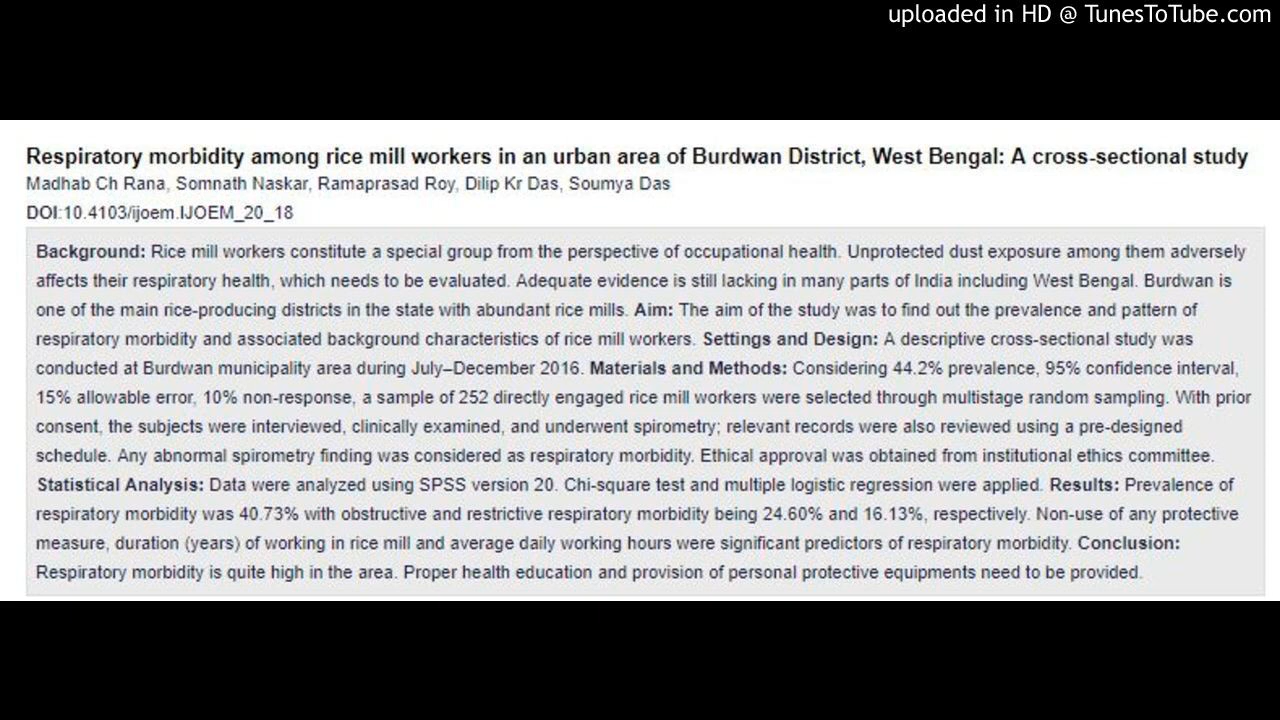 uploaded in HD @ TunesToTube.com
Respiratory morbidity among rice mill workers in an urban area of Burdwan District, West Bengal: A cross-sectional study
Madhab Ch Rana, Somnath Naskar, Ramaprasad Roy, Dilip Kr Das, Soumya Das
DOI:10.4103/ijoem.IJOEM_20_18
Background: Rice mill workers constitute a special group from the perspective of occupational health. Unprotected dust exposure among them adversely
affects their respiratory health, which needs to be evaluated. Adequate evidence is still lacking in many parts of India including West Bengal. Burdwan is
one of the main rice-producing districts in the state with abundant rice mills. Aim: The aim of the study was to find out the prevalence and pattern of
respiratory morbidity and associated background characteristics of rice mill workers. Settings and Design: A descriptive cross-sectional study was
conducted at Burdwan municipality area during July–December 2016. Materials and Methods: Considering 44.2% prevalence, 95% confidence interval,
15% allowable error, 10% non-response, a sample of 252 directly engaged rice mill workers were selected through multistage random sampling. With prior
consent, the subjects were interviewed, clinically examined, and underwent spirometry; relevant records were also reviewed using a pre-designed
schedule. Any abnormal spirometry finding was considered as respiratory morbidity. Ethical approval was obtained from institutional ethics committee.
Statistical Analysis: Data were analyzed using SPSS version 20. Chi-square test and multiple logistic regression were applied. Results: Prevalence of
respiratory morbidity was 40.73% with obstructive and restrictive respiratory morbidity being 24.60% and 16.13%, respectively. Non-use of any protective
measure, duration (years) of working in rice mill and average daily working hours were significant predictors of respiratory morbidity. Conclusion:
Respiratory morbidity is quite high in the area. Proper health education and provision of personal protective equipments need to be provided.